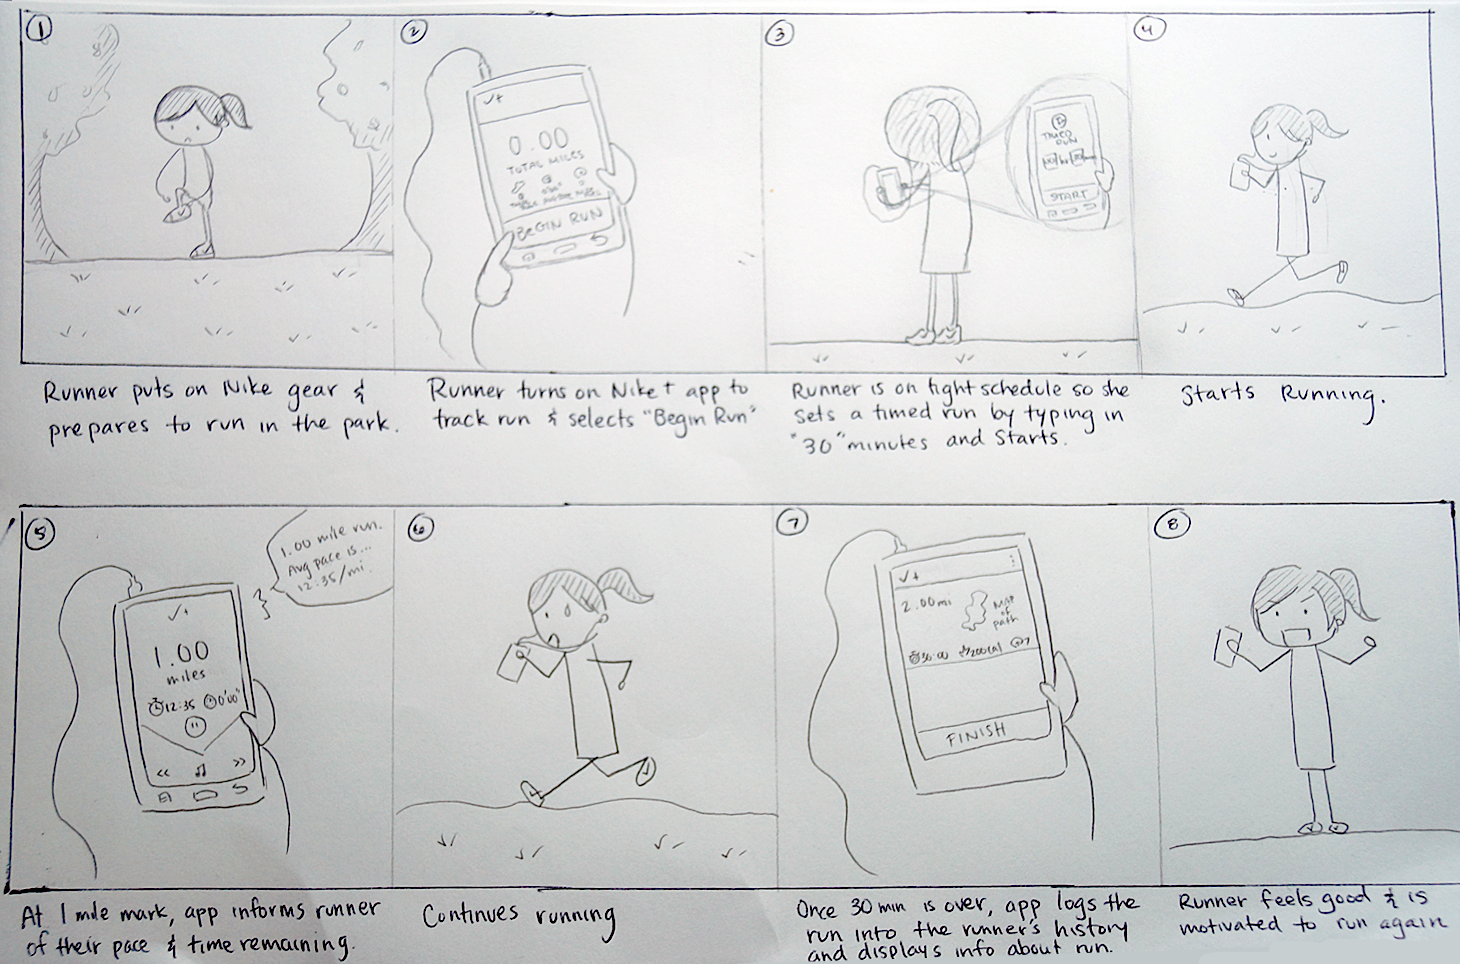 1
2
0.00
TOTAL MILES
BEGIN RUN
3
TIMED
RUN
START
4
Runner puts on Nike gear &
prepares to run in the park.
Runner turns on Nike+ app to
track run & selects "Begin Run"
Runner is on tight schedule so she
sets a timed run by typing in
"30" minutes and Starts.
Starts Running.
5
1.00 mile run.
Avg pace is...
12:35/mi.
1.00
miles
12:35 0'00"
6
7
2.00mi
Map
of
path
30:00 200cal
FINISH
8
At 1 mile mark, app informs runner
of their pace & time remaining.
Continues running
Once 30 min is over, app logs the
run into the runner's history
and displays info about run.
Runner feels good & is
motivated to run again